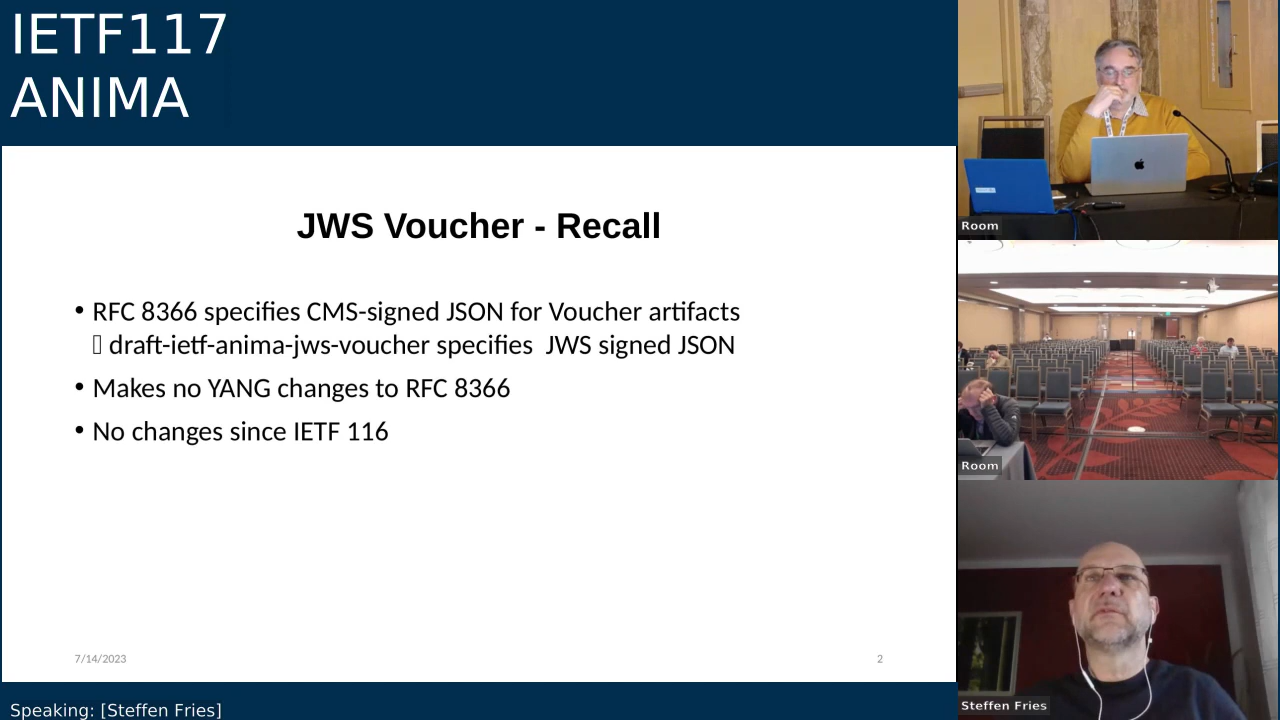 IETF117
ANIMA
JWS Voucher - Recall
• RFC 8366 specifies CMS-signed JSON for Voucher artifacts
▯ draft-ietf-anima-jws-voucher specifies  JWS signed JSON
• Makes no YANG changes to RFC 8366
• No changes since IETF 116
7/14/2023
2
Speaking: [Steffen Fries]
Room
Room
Steffen Fries